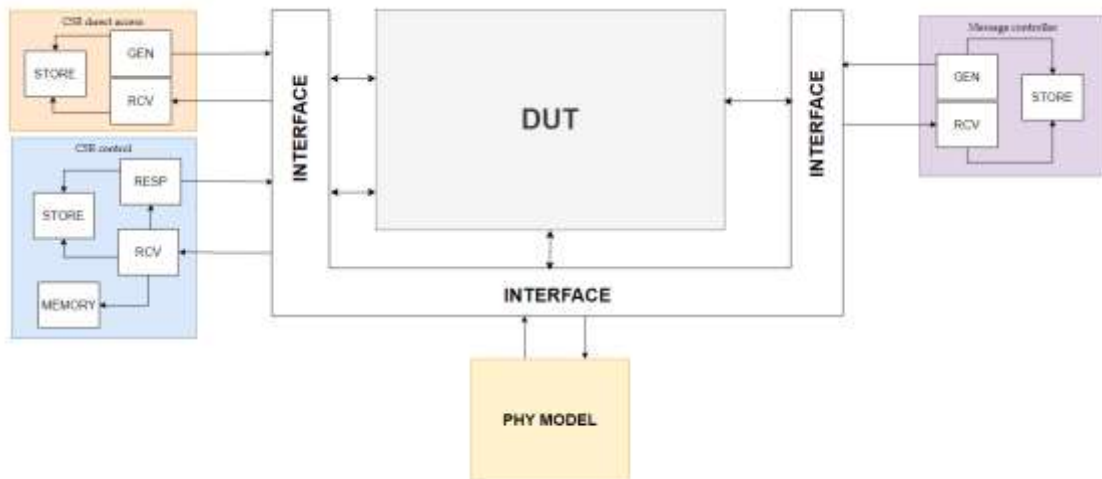 CSR direct access
GEN
STORE
RCV
CSR control
RESP
STORE
RCV
MEMORY
INTERFACE
DUT
INTERFACE
INTERFACE
PHY MODEL
Message controller
GEN
STORE
RCV